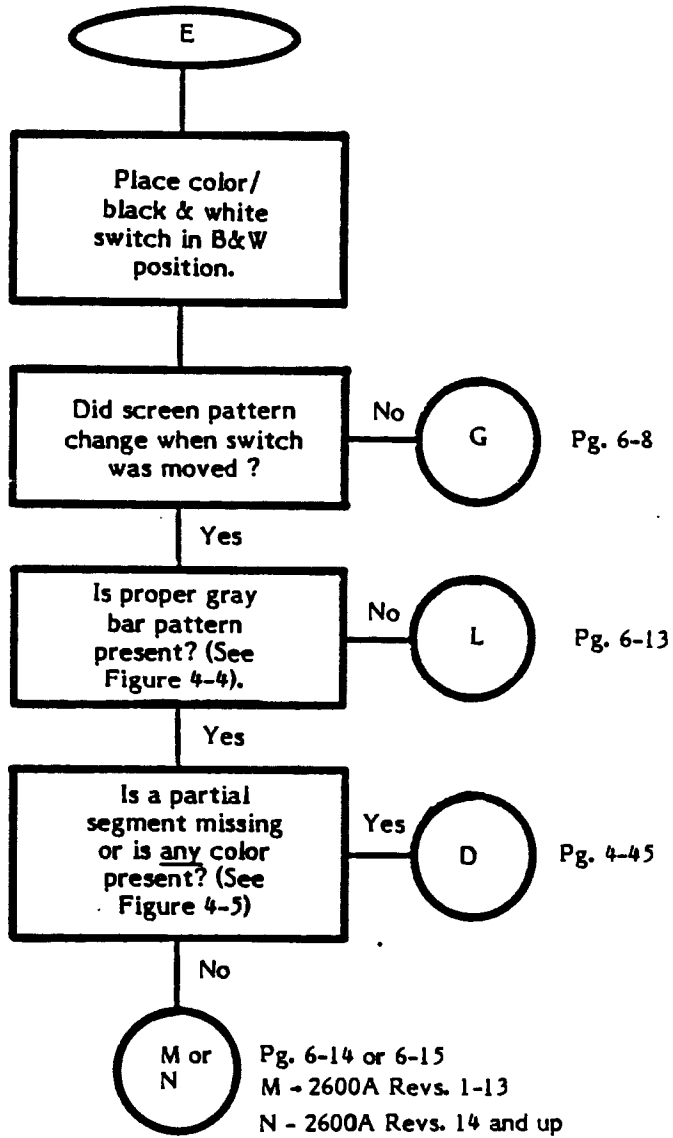 E
Place color/
black & white
switch in B&W
position.
Did screen pattern
change when switch
was moved ?
No
G
Pg. 6-8
Yes
Is proper gray
bar pattern
present? (See
Figure 4-4).
No
L
Pg. 6-13
Yes
Is a partial
segment missing
or is any color
present? (See
Figure 4-5)
Yes
D
Pg. 4-45
No
M or
N
Pg. 6-14 or 6-15
M - 2600A Revs. 1-13
N - 2600A Revs. 14 and up